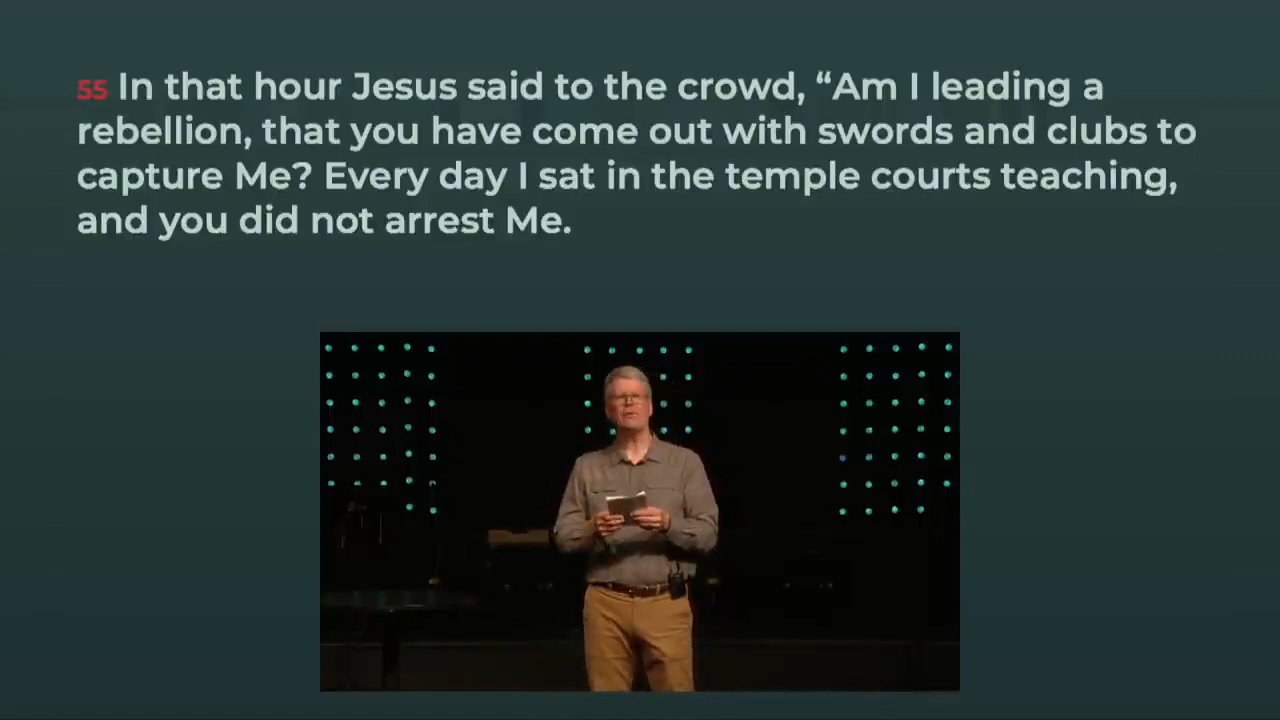 55 In that hour Jesus said to the crowd, “Am I leading a
rebellion, that you have come out with swords and clubs to
capture Me? Every day I sat in the temple courts teaching,
and you did not arrest Me.